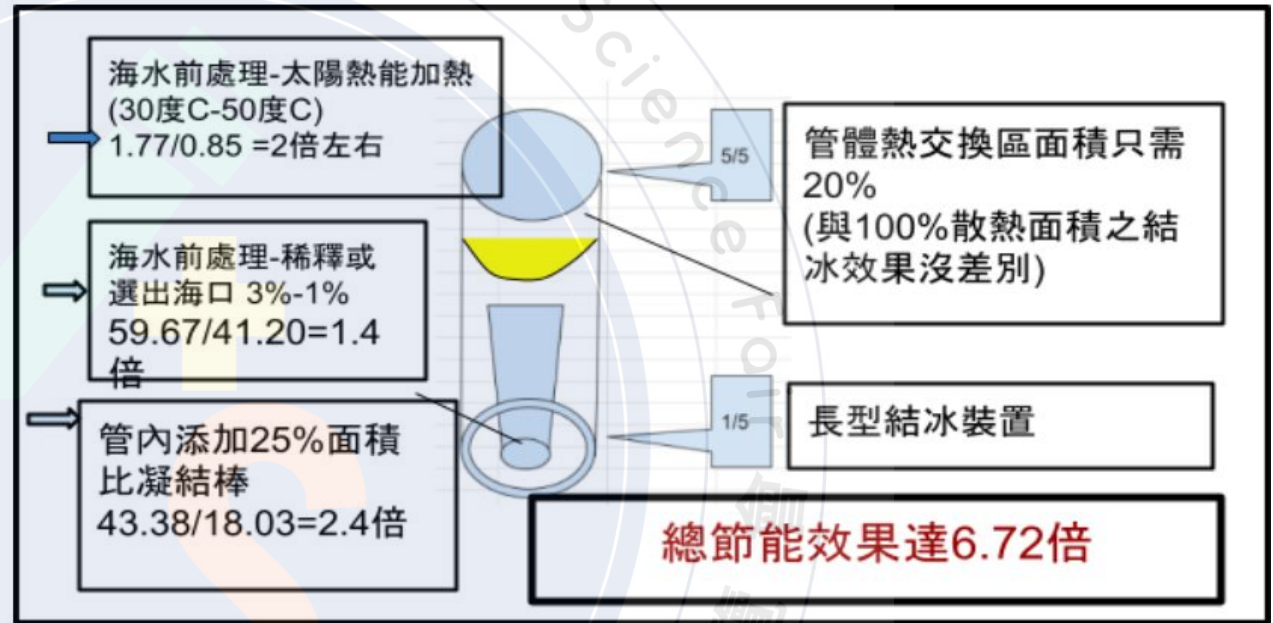 海水前處理-太陽熱能加熱
(30度C-50度C)
1.77/0.85 =2倍左右
海水前處理-稀釋或
選出海口 3%-1%
59.67/41.20=1.4
倍
管內添加25%面積
比凝結棒
43.38/18.03=2.4倍
5/5
1/5
管體熱交換區面積只需
20%
(與100%散熱面積之結
冰效果沒差別)
長型結冰裝置
總節能效果達6.72倍
Science Fair